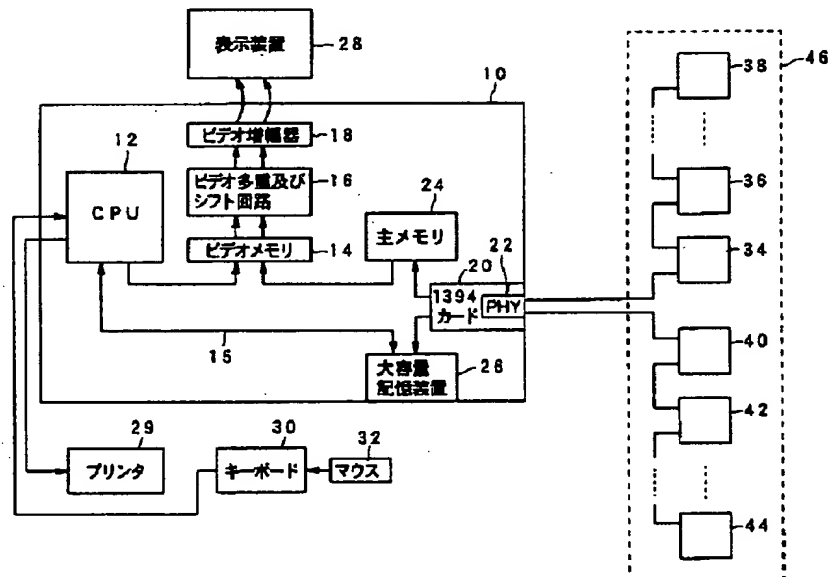 表示装置
28
46
38
10
ビデオ増幅器
18
12
CPU
ビデオ多重及び
シフト回路
16
24
36
主メモリ
ビデオメモリ
14
34
20
22
1394
カード
PHY
15
40
大容量
記憶装置
26
42
29
プリンタ
30
キーボード
32
マウス
44